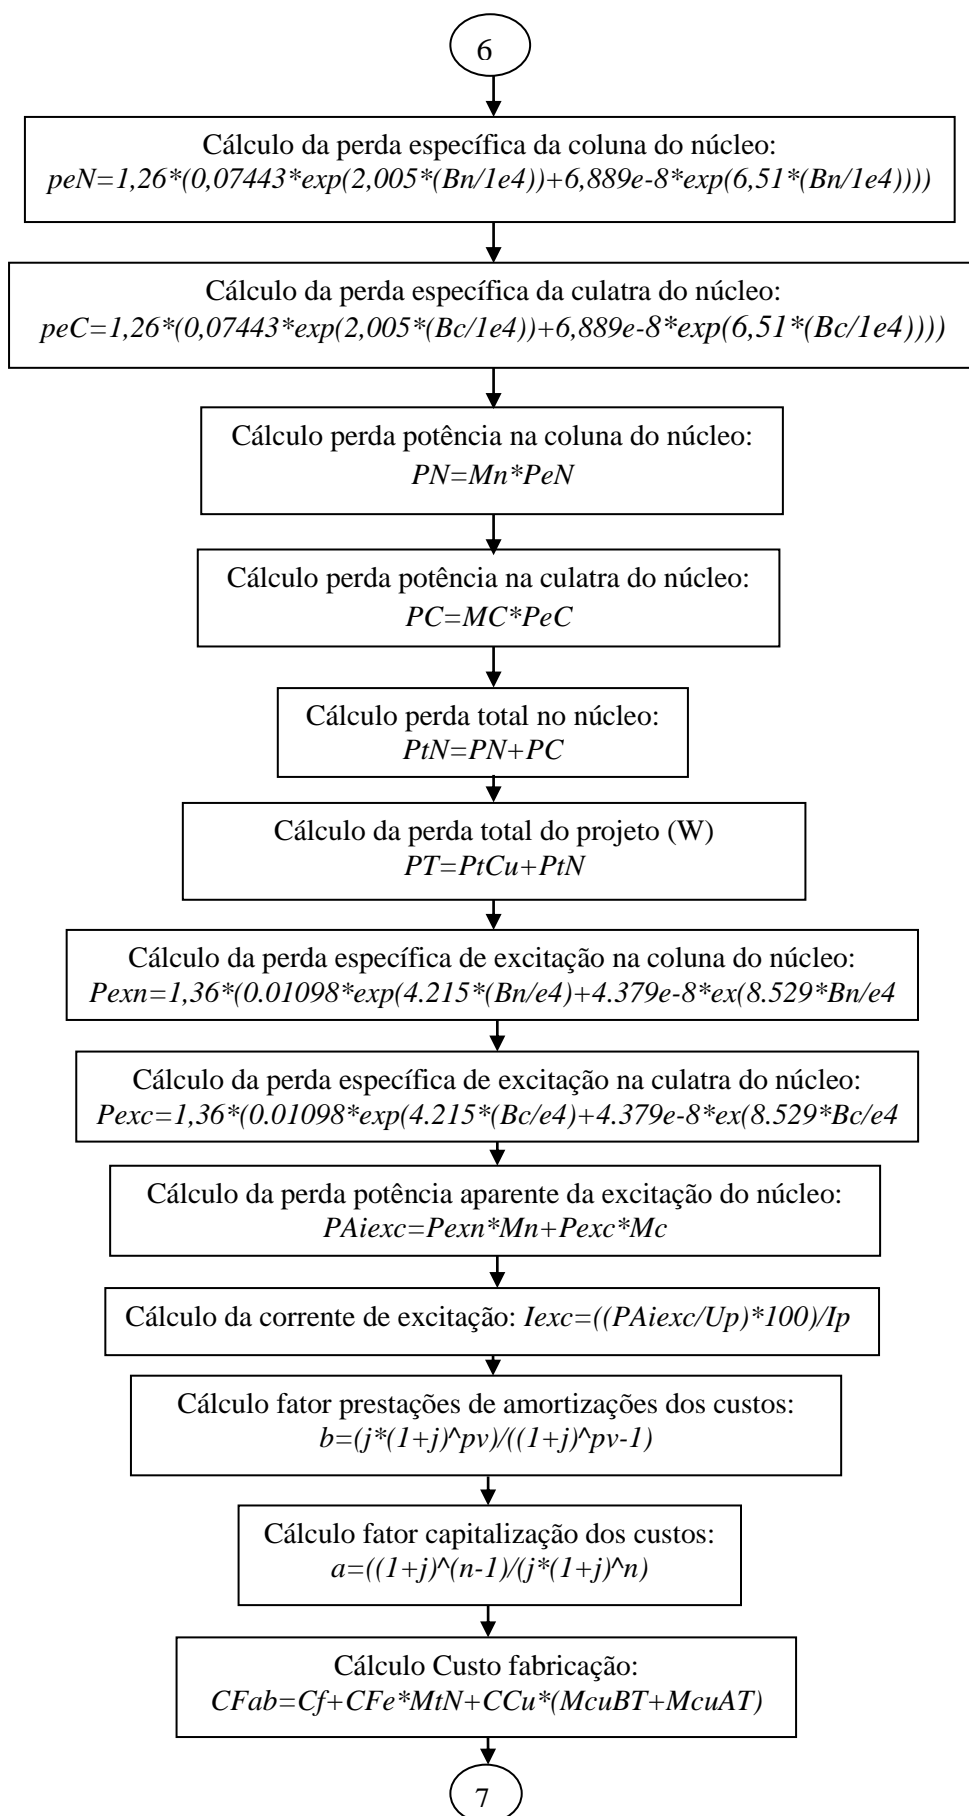 6
Cálculo da perda específica da coluna do núcleo:
peN=1,26*(0,07443*exp(2,005*(Bn/1e4))+6,889e-8*exp(6,51*(Bn/1e4))))
Cálculo da perda específica da culatra do núcleo:
peC=1,26*(0,07443*exp(2,005*(Bc/1e4))+6,889e-8*exp(6,51*(Bc/1e4))))
Cálculo perda potência na coluna do núcleo:
PN=Mn*PeN
Cálculo perda potência na culatra do núcleo:
PC=MC*PeC
Cálculo perda total no núcleo:
PtN=PN+PC
Cálculo da perda total do projeto (W)
PT=PtCu+PtN
Cálculo da perda específica de excitação na coluna do núcleo:
Pexn=1,36*(0.01098*exp(4.215*(Bn/e4)+4.379e-8*ex(8.529*Bn/e4
Cálculo da perda específica de excitação na culatra do núcleo:
Pexc=1,36*(0.01098*exp(4.215*(Bc/e4)+4.379e-8*ex(8.529*Bc/e4
Cálculo da perda potência aparente da excitação do núcleo:
PAiexc=Pexn*Mn+Pexc*Mc
Cálculo da corrente de excitação: Iexc=((PAiexc/Up)*100)/Ip
Cálculo fator prestações de amortizações dos custos:
b=(j*(1+j)^pv)/((1+j)^pv-1)
Cálculo fator capitalização dos custos:
a=((1+j)^(n-1)/(j*(1+j)^n)
Cálculo Custo fabricação:
CFab=Cf+CFe*MtN+CCu*(McuBT+McuAT)
7